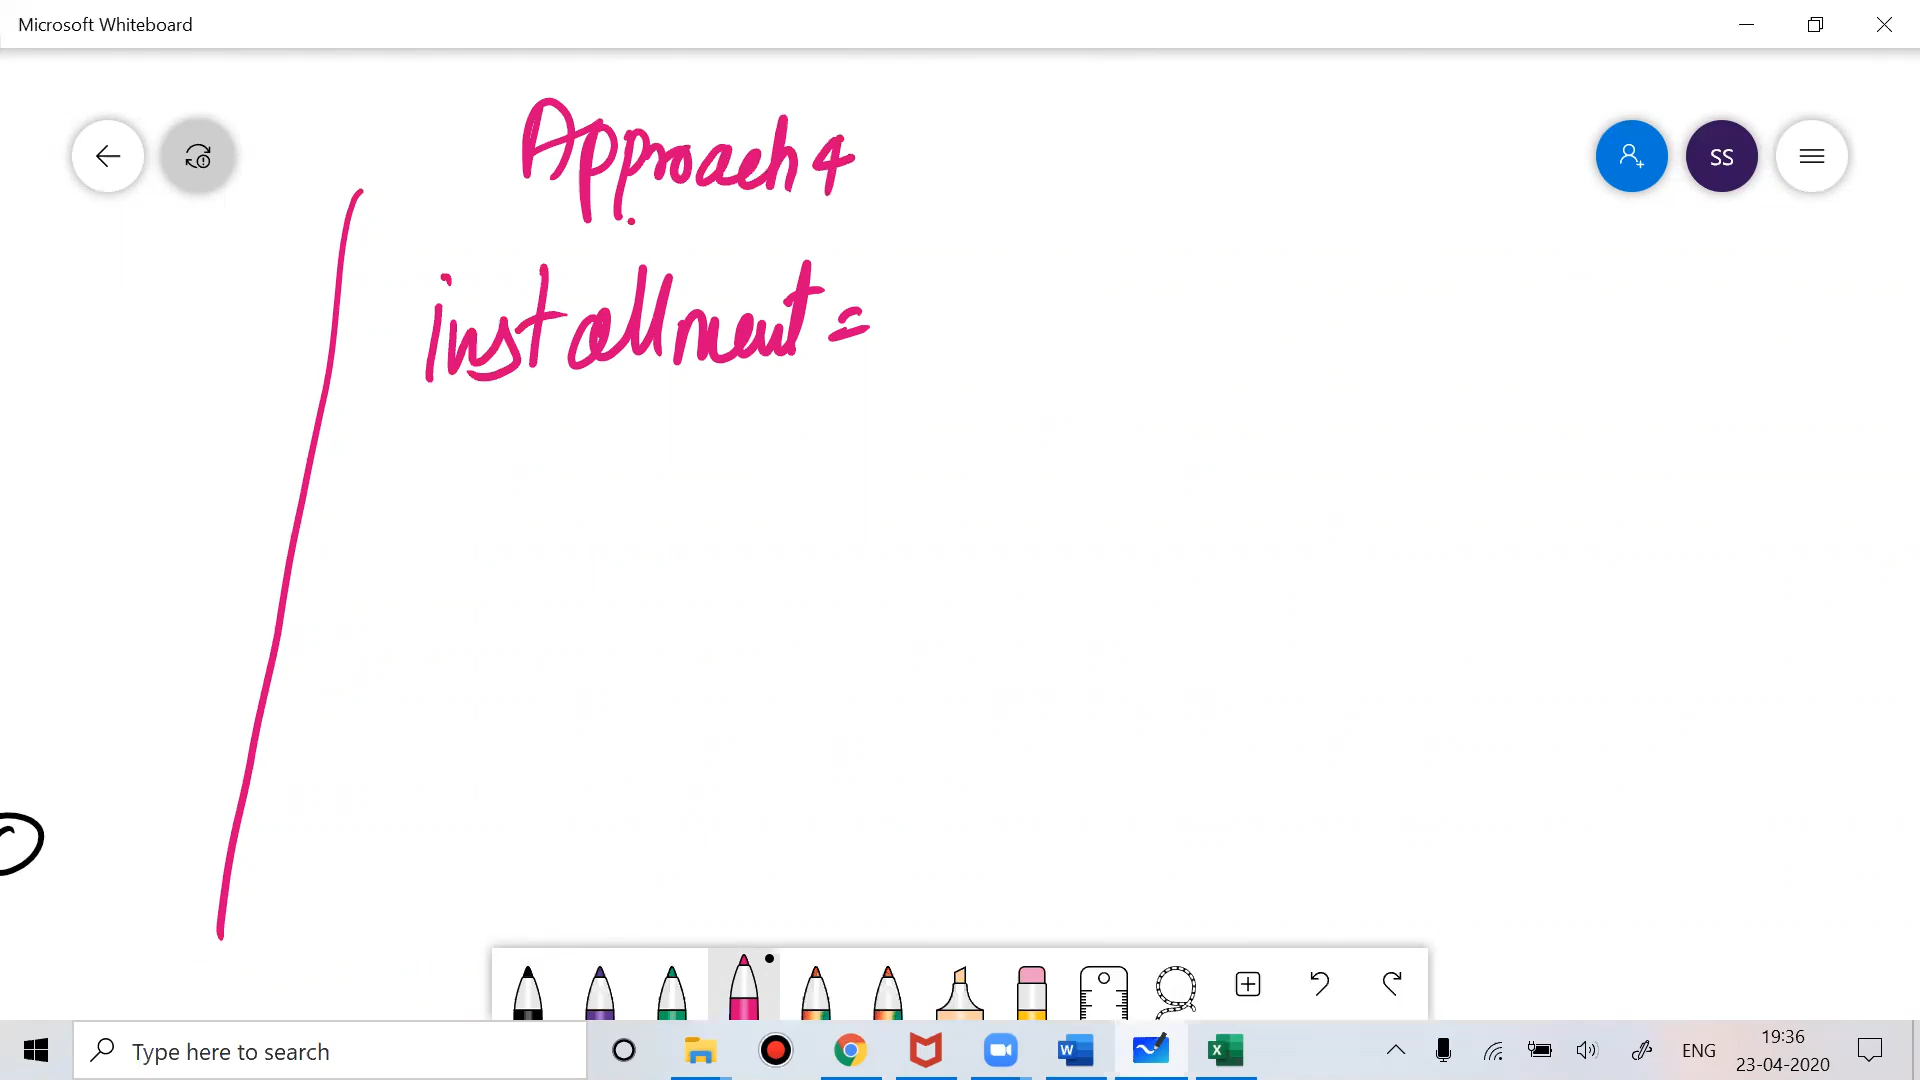 Microsoft Whiteboard
SS
Approach 4
installment =
Type here to search
ENG
19:36
23-04-2020